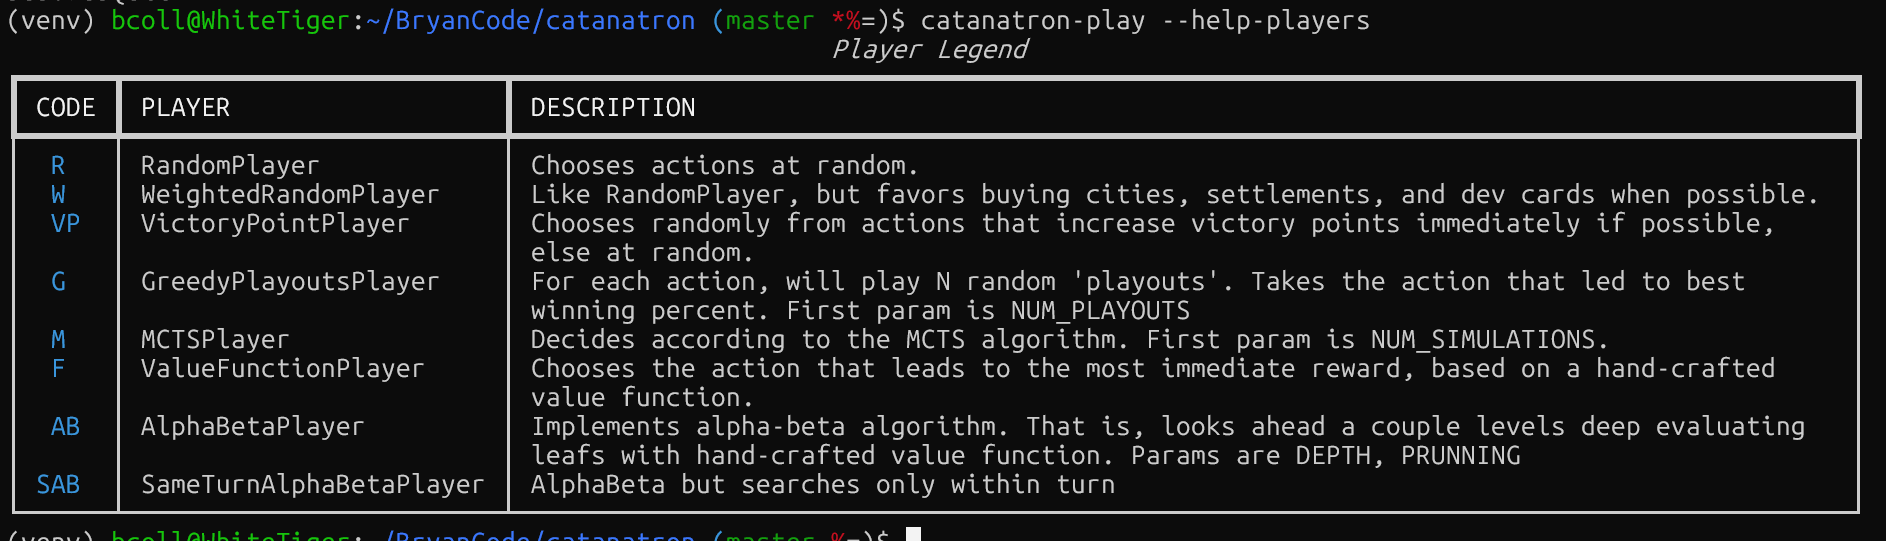 (venv) bcoll@WhiteTiger:~/BryanCode/catanatron (master *%=)$ catanatron-play --help-players
Player Legend
CODE PLAYER DESCRIPTION
R RandomPlayer Chooses actions at random.
W WeightedRandomPlayer Like RandomPlayer, but favors buying cities, settlements, and dev cards when possible.
VP VictoryPointPlayer Chooses randomly from actions that increase victory points immediately if possible,
else at random.
G GreedyPlayoutsPlayer For each action, will play N random 'playouts'. Takes the action that led to best
winning percent. First param is NUM_PLAYOUTS
M MCTSPlayer Decides according to the MCTS algorithm. First param is NUM_SIMULATIONS.
F ValueFunctionPlayer Chooses the action that leads to the most immediate reward, based on a hand-crafted
value function.
AB AlphaBetaPlayer Implements alpha-beta algorithm. That is, looks ahead a couple levels deep evaluating
leafs with hand-crafted value function. Params are DEPTH, PRUNNING
SAB SameTurnAlphaBetaPlayer AlphaBeta but searches only within turn
(venv) bcoll@WhiteTiger:~/BryanCode/catanatron (master *%=)$